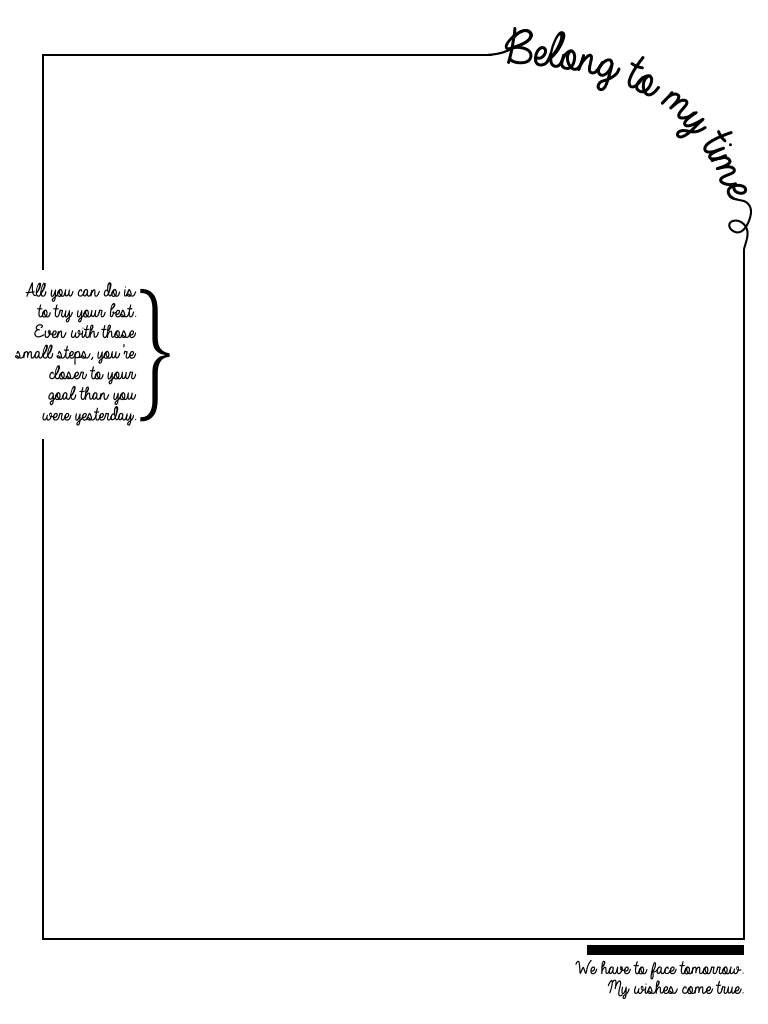 Belong to my time
All you can do is
to try your best.
Even with those
small steps, you're
closer to your
goal than you
were yesterday.
We have to face tomorrow.
My wishes come true.